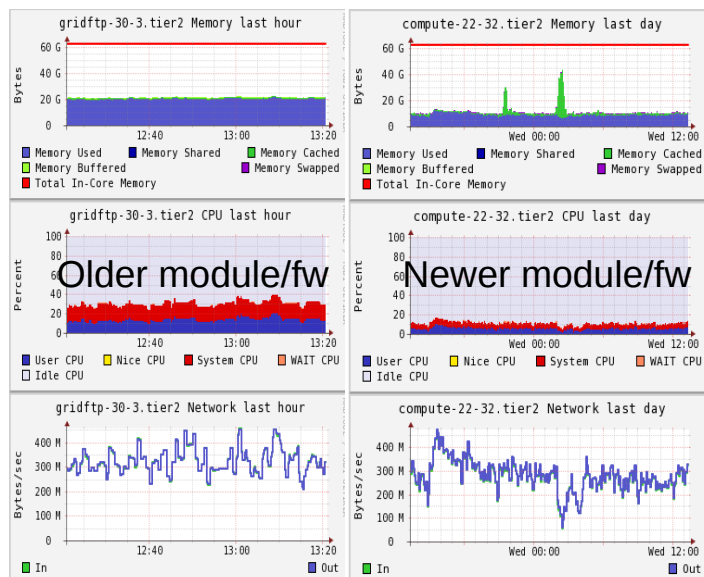 gridftp-30-3.tier2 Memory last hour
Bytes
60 G
40 G
20 G
0
12:40 13:00 13:20
Memory Used Memory Shared Memory Cached
Memory Buffered Memory Swapped
Total In-Core Memory
compute-22-32.tier2 Memory last day
Bytes
60 G
40 G
20 G
0
Wed 00:00 Wed 12:00
Memory Used Memory Shared Memory Cached
Memory Buffered Memory Swapped
Total In-Core Memory
gridftp-30-3.tier2 CPU last hour
Percent
100
80
60
40
20
0
Older module/fw
12:40 13:00 13:20
User CPU Nice CPU System CPU WAIT CPU
Idle CPU
compute-22-32.tier2 CPU last day
Percent
100
80
60
40
20
0
Newer module/fw
Wed 00:00 Wed 12:00
User CPU Nice CPU System CPU WAIT CPU
Idle CPU
gridftp-30-3.tier2 Network last hour
Bytes/sec
400 M
300 M
200 M
100 M
0
12:40 13:00 13:20
In Out
compute-22-32.tier2 Network last day
Bytes/sec
400 M
300 M
200 M
100 M
0
Wed 00:00 Wed 12:00
In Out